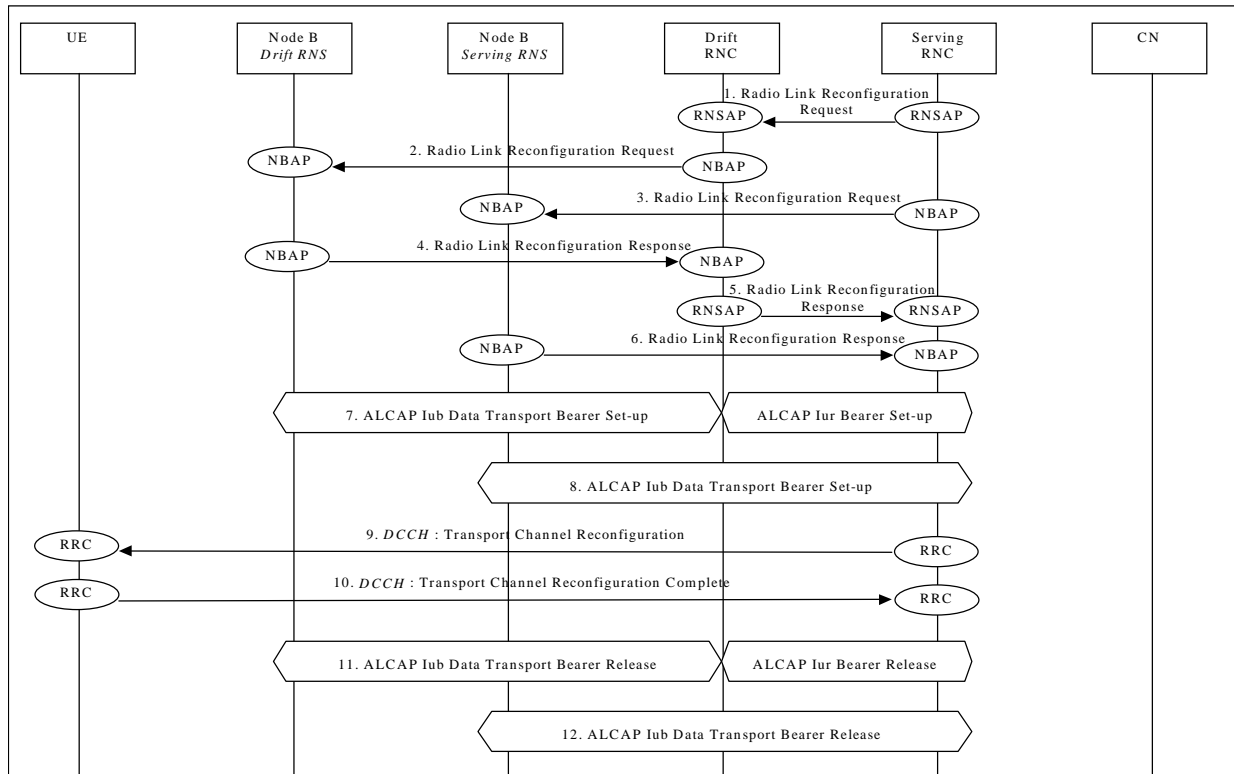 UE
Node B
Drift RNS
Node B
Serving RNS
Drift
RNC
Serving
RNC
CN
1. Radio Link Reconfiguration
Request
RNSAP
RNSAP
2. Radio Link Reconfiguration Request
NBAP
NBAP
3. Radio Link Reconfiguration Request
NBAP
NBAP
4. Radio Link Reconfiguration Response
NBAP
NBAP
5. Radio Link Reconfiguration
Response
RNSAP
RNSAP
6. Radio Link Reconfiguration Response
NBAP
NBAP
7. ALCAP Iub Data Transport Bearer Set-up
ALCAP Iur Bearer Set-up
8. ALCAP Iub Data Transport Bearer Set-up
9. DCCH : Transport Channel Reconfiguration
RRC
RRC
10. DCCH : Transport Channel Reconfiguration Complete
RRC
RRC
11. ALCAP Iub Data Transport Bearer Release
ALCAP Iur Bearer Release
12. ALCAP Iub Data Transport Bearer Release